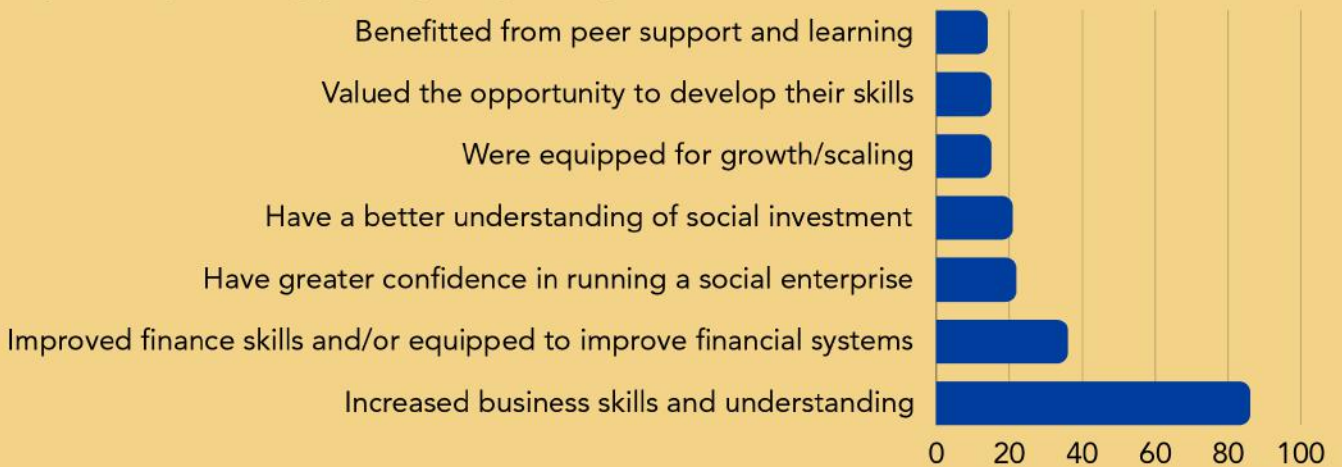 Benefitted from peer support and learning
Valued the opportunity to develop their skills
Were equipped for growth/scaling
Have a better understanding of social investment
Have greater confidence in running a social enterprise
Improved finance skills and/or equipped to improve financial systems
Increased business skills and understanding
0 20 40 60 80 100